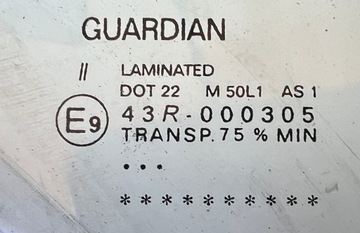 GUARDIAN
// LAMINATED
DOT 22 M 50L1 AS 1
E9 43R-000305
TRANSP. 75 % MIN
• • •
* * * * * * * * * *